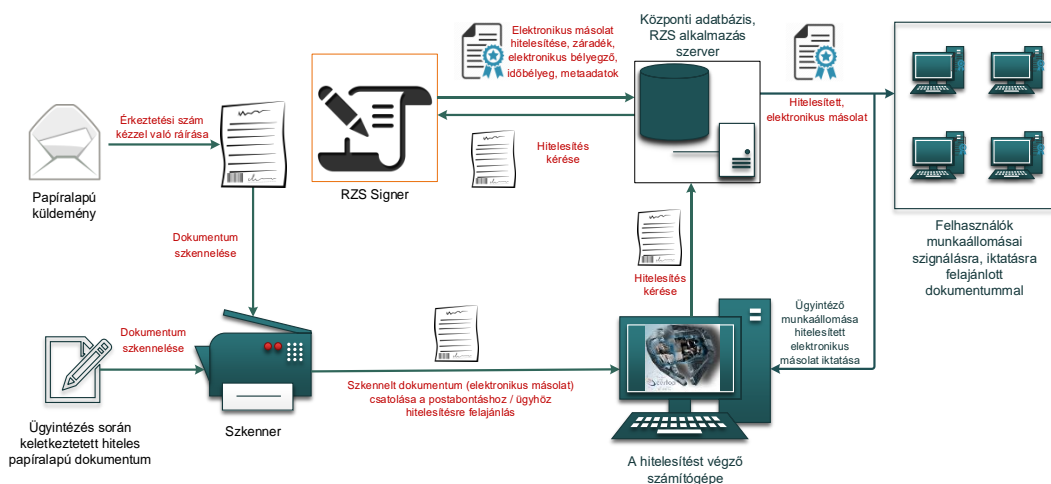 Papíralapú
küldemény
Érkeztetési szám
kézzel való ráírása
RZS Signer
Elektronikus másolat
hitelesítése, záradék,
elektronikus bélyegző,
időbélyeg, metaadatok
Hitelesítés
kérése
Központi adatbázis,
RZS alkalmazás
szerver
Hitelesített,
elektronikus másolat
Felhasználók
munkaállomásai
szignálásra, iktatásra
felajánlott
dokumentummal
Dokumentum
szkennelése
Hitelesítés
kérése
Ügyintéző
munkaállomása
hitelesített
elektronikus
másolat iktatása
Dokumentum
szkennelése
Szkennelt dokumentum (elektronikus másolat)
csatolása a postabontáshoz / ügyhöz
hitelesítésre felajánlás
Ügyintézés során
keletkeztetett hiteles
papíralapú dokumentum
Szkenner
A hitelesítést végző
számítógépe